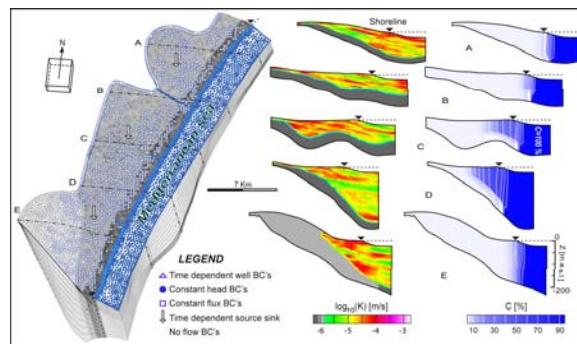 N
A
B
C
D
E
Mediterranean Sea
7 Km
LEGEND
Time dependent well BC's
Constant head BC's
Constant flux BC's
Time dependent source sink
No flow BC's
Shoreline
log10(K) [m/s]
-6 -5 -4 -3
A
B
C
C=100 %
D
E
0
Z [m a.s.l.]
-200
C [%]
10 30 50 70 90